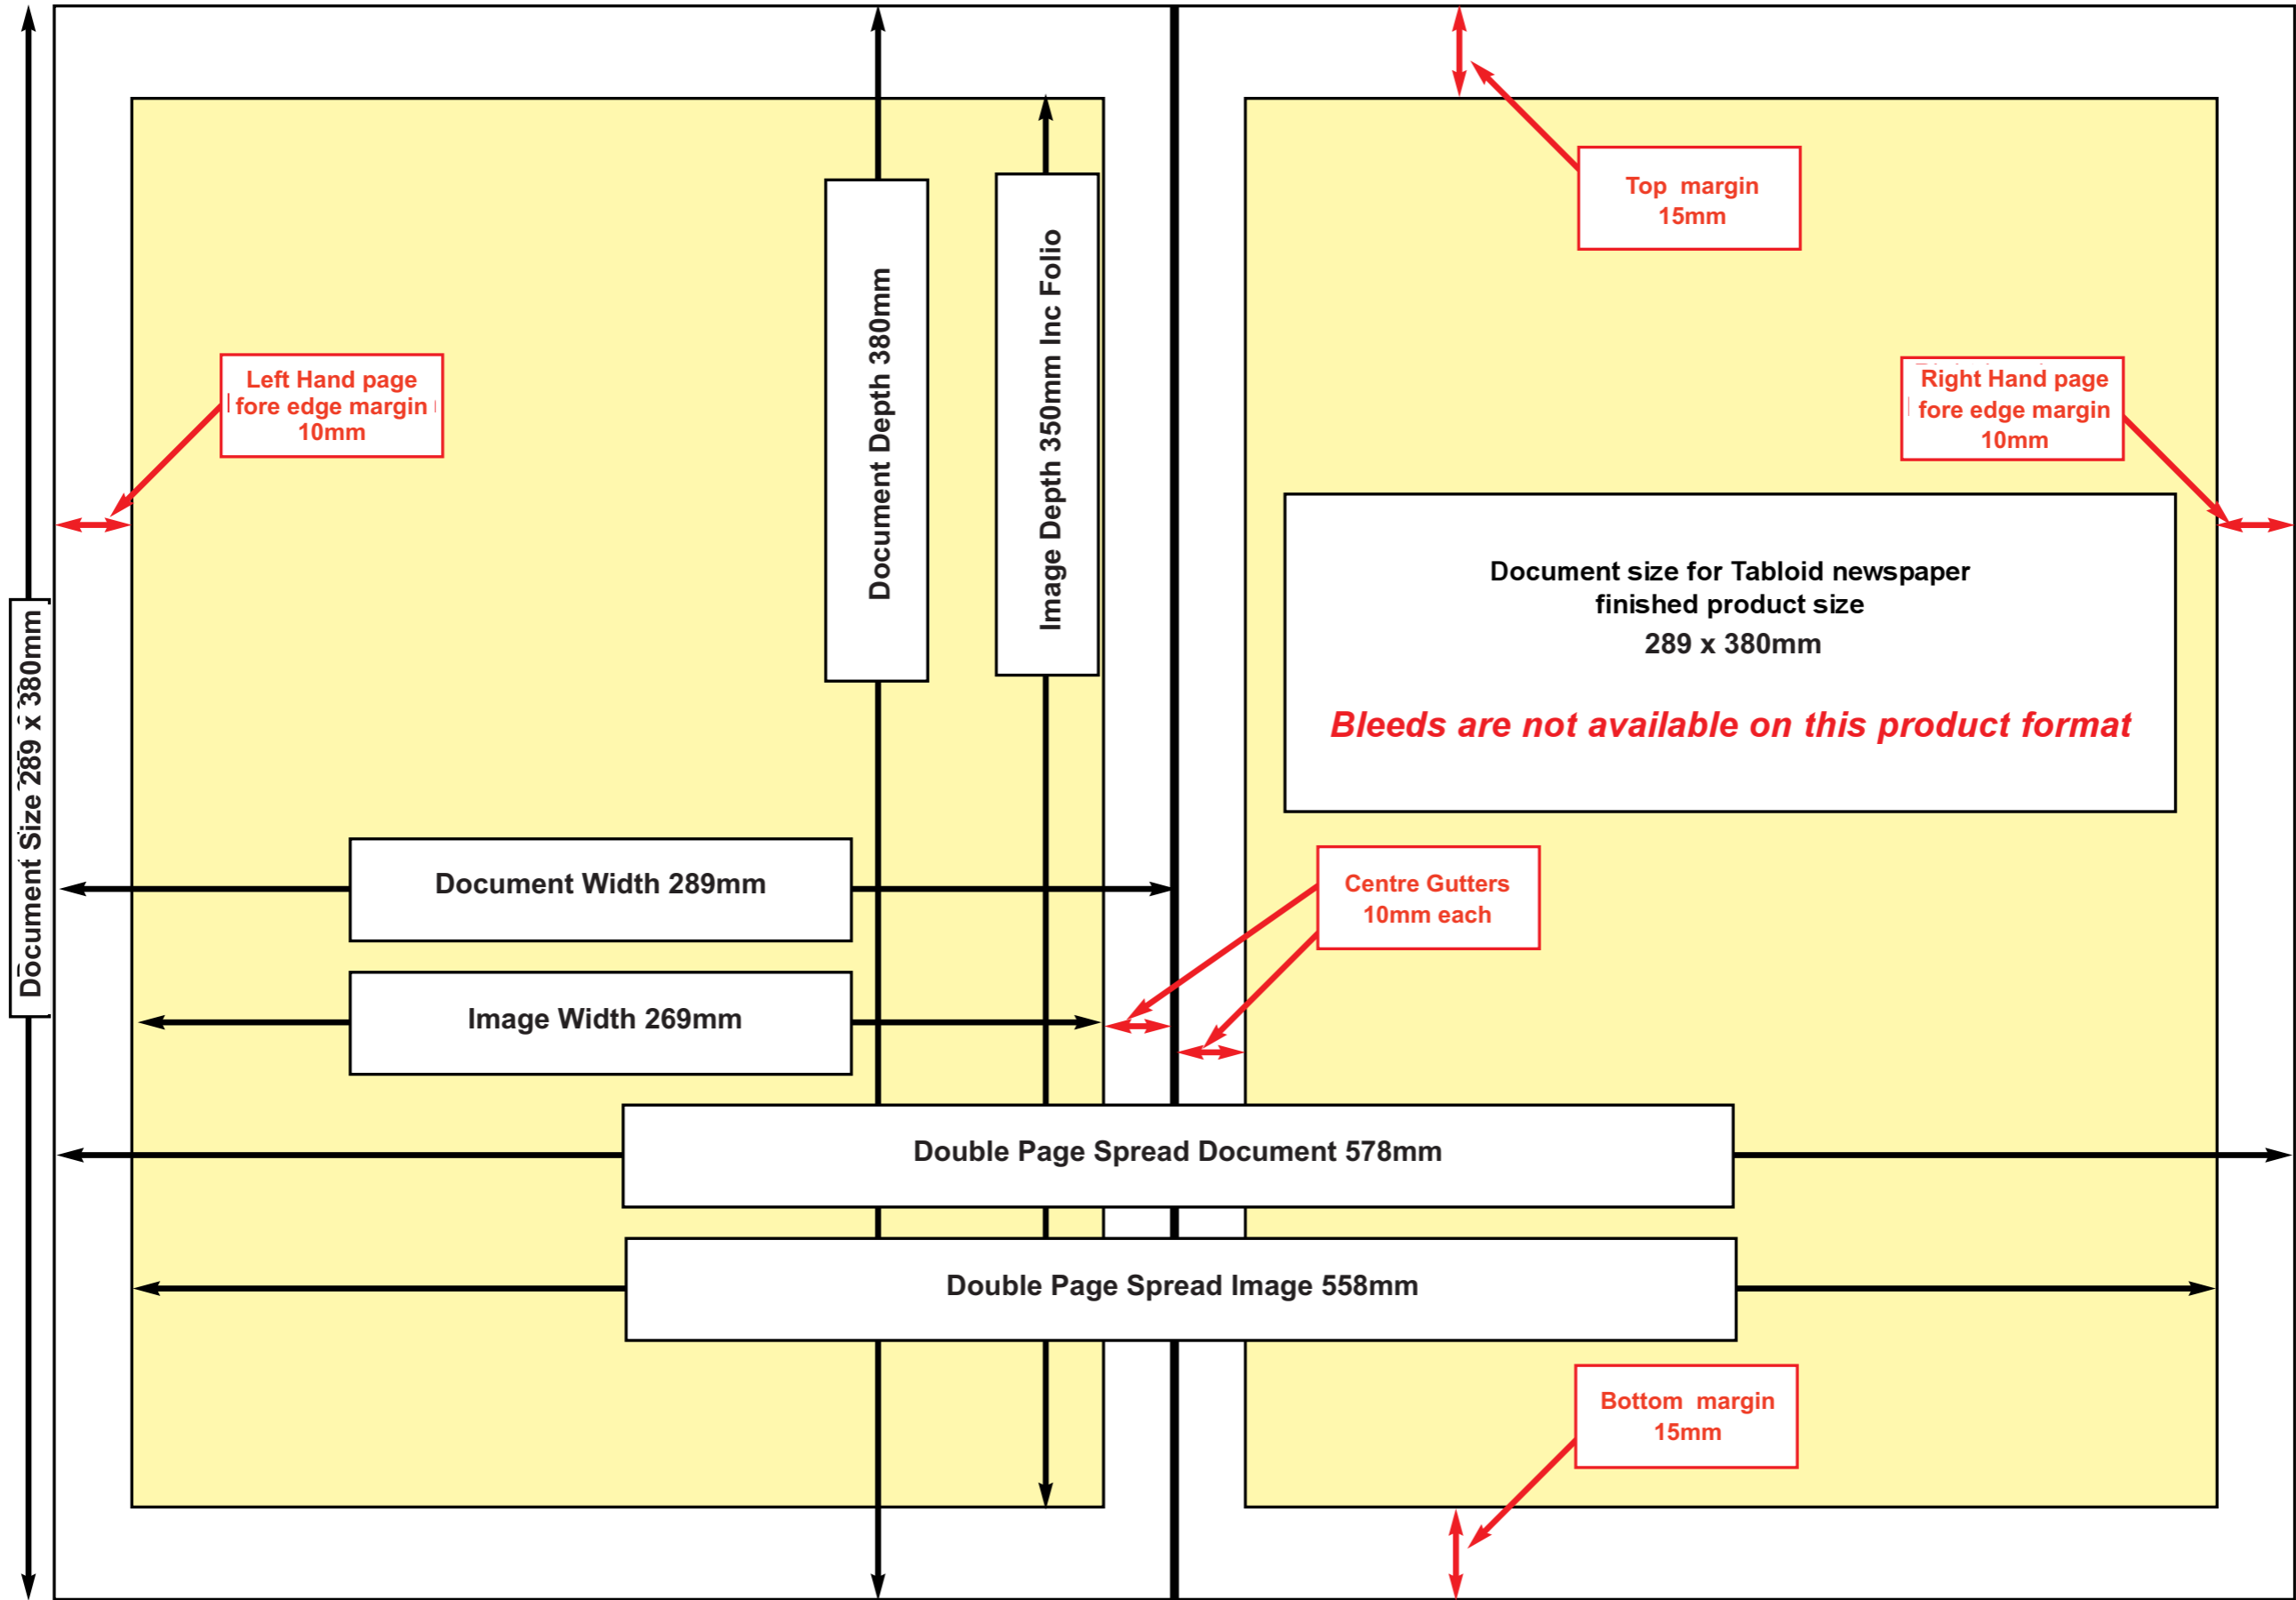 Top  margin
15mm
Document Depth 380mm
Image Depth 350mm Inc Folio
Left Hand page
fore edge margin
10mm
Right Hand page
fore edge margin
10mm
Document size for Tabloid newspaper
finished product size
289 x 380mm
Bleeds are not available on this product format
Document Size 289 x 380mm
Document Width 289mm
Centre Gutters
10mm each
Image Width 269mm
Double Page Spread Document 578mm
Double Page Spread Image 558mm
Bottom  margin
15mm